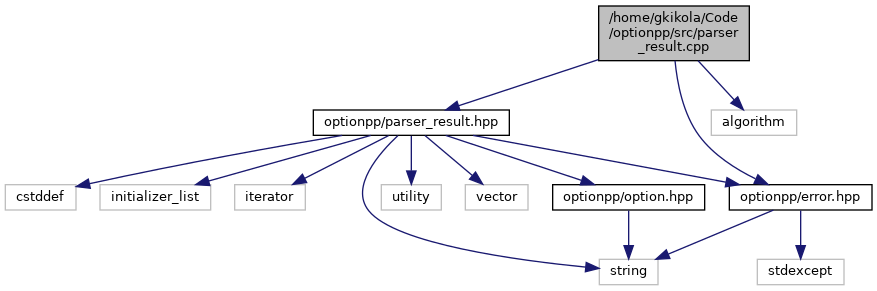 /home/gkikola/Code
/optionpp/src/parser
_result.cpp
optionpp/parser_result.hpp
algorithm
cstddef
initializer_list
iterator
utility
vector
optionpp/option.hpp
optionpp/error.hpp
string
stdexcept